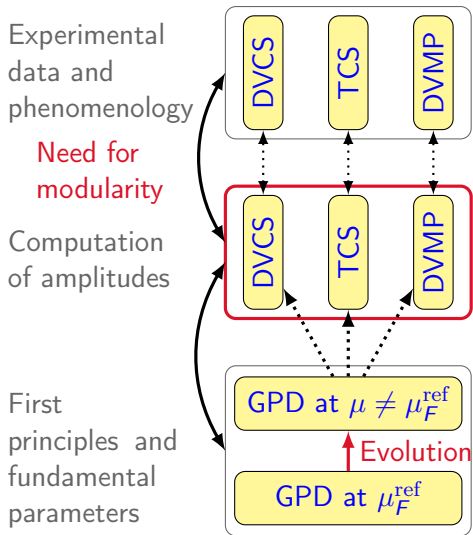 Experimental
data and
phenomenology
DVCS
TCS
DVMP
Need for
modularity
Computation
of amplitudes
DVCS
TCS
DVMP
First
principles and
fundamental
parameters
GPD at μ ≠ μ_F^ref
Evolution
GPD at μ_F^ref